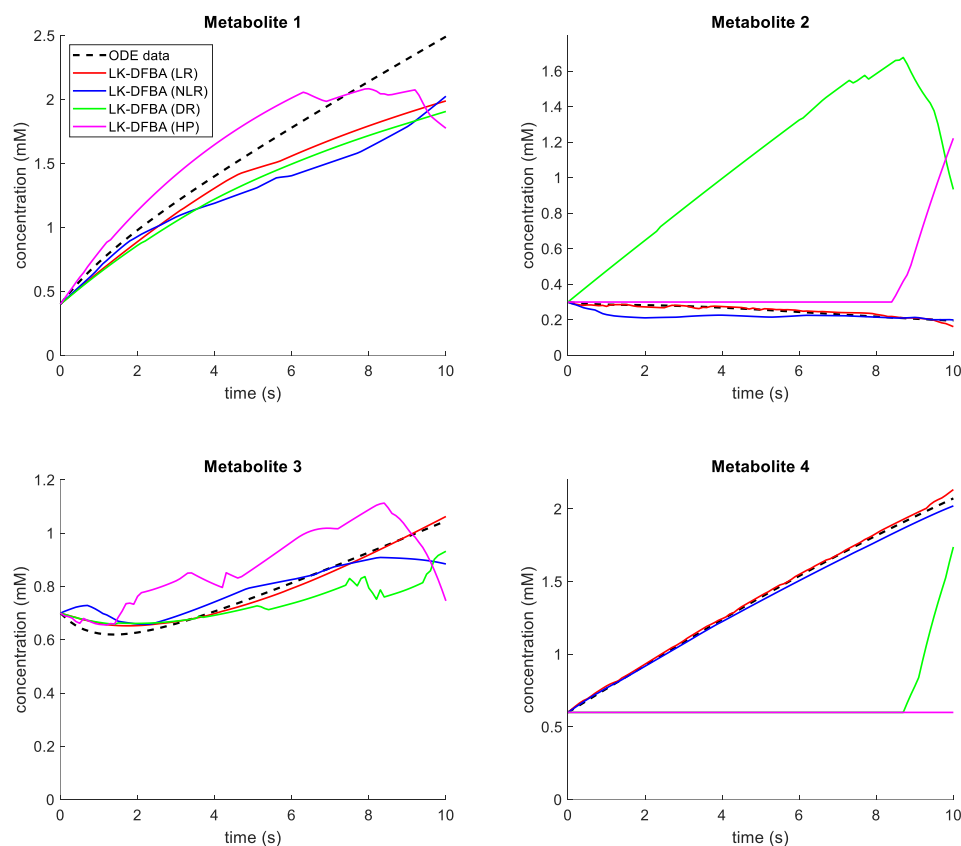 Metabolite 1
2.5
2
1.5
1
0.5
0
0 2 4 6 8 10
time (s)
concentration (mM)
ODE data
LK-DFBA (LR)
LK-DFBA (NLR)
LK-DFBA (DR)
LK-DFBA (HP)
Metabolite 2
1.6
1.4
1.2
1
0.8
0.6
0.4
0.2
0
0 2 4 6 8 10
time (s)
concentration (mM)
Metabolite 3
1.2
1
0.8
0.6
0.4
0.2
0
0 2 4 6 8 10
time (s)
concentration (mM)
Metabolite 4
2
1.5
1
0.5
0
0 2 4 6 8 10
time (s)
concentration (mM)